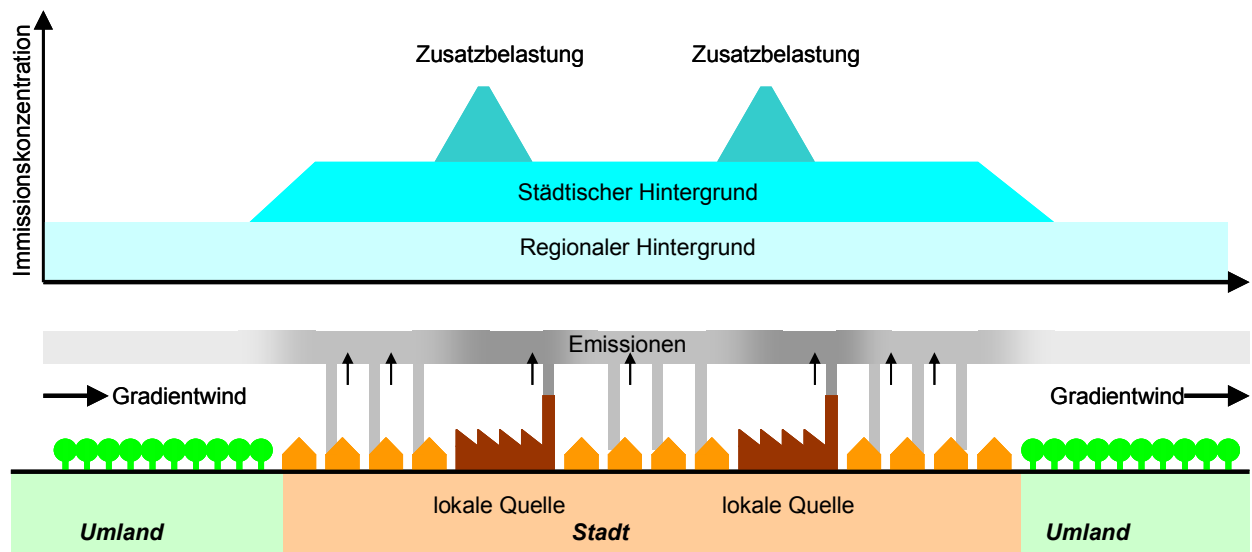 Immissionskonzentration
Zusatzbelastung
Zusatzbelastung
Städtischer Hintergrund
Regionaler Hintergrund
Emissionen
Gradientwind
Gradientwind
lokale Quelle
lokale Quelle
Umland
Stadt
Umland